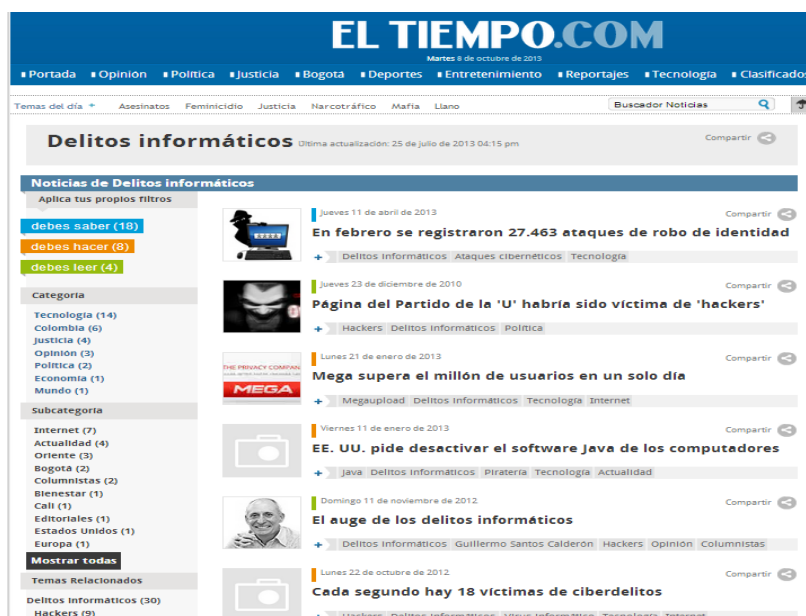 EL TIEMPO.COM
Martes 8 de octubre de 2013
Portada Opinión Política Justicia Bogotá Deportes Entretenimiento Reportajes Tecnología Clasificados
Temas del día Asesinatos Feminicidio Justicia Narcotráfico Mafia Llano Buscador Noticias
Delitos informáticos Última actualización: 25 de julio de 2013 04:15 pm Compartir
Noticias de Delitos informáticos
Aplica tus propios filtros
debes saber (18)
debes hacer (8)
debes leer (4)
Categoría
Tecnología (14)
Colombia (6)
Justicia (4)
Opinión (3)
Política (2)
Economía (1)
Mundo (1)
Subcategoría
Internet (7)
Actualidad (4)
Oriente (3)
Bogotá (2)
Columnistas (2)
Bienestar (1)
Cali (1)
Editoriales (1)
Estados Unidos (1)
Europa (1)
Mostrar todas
Temas Relacionados
Delitos Informáticos (30)
Hackers (9)
Jueves 11 de abril de 2013 Compartir
En febrero se registraron 27.463 ataques de robo de identidad
+ Delitos Informáticos Ataques cibernéticos Tecnología
Jueves 23 de diciembre de 2010 Compartir
Página del Partido de la 'U' habría sido víctima de 'hackers'
+ Hackers Delitos Informáticos Política
THE PRIVACY COMPAN
MEGA
Lunes 21 de enero de 2013 Compartir
Mega supera el millón de usuarios en un solo día
+ Megaupload Delitos Informáticos Tecnología Internet
Viernes 11 de enero de 2013 Compartir
EE. UU. pide desactivar el software Java de los computadores
+ Java Delitos Informáticos Piratería Tecnología Actualidad
Domingo 11 de noviembre de 2012 Compartir
El auge de los delitos informáticos
+ Delitos Informáticos Guillermo Santos Calderón Hackers Opinión Columnistas
Lunes 22 de octubre de 2012 Compartir
Cada segundo hay 18 víctimas de ciberdelitos
+ Hackers Delitos Informáticos Virus Informático Tecnología Internet